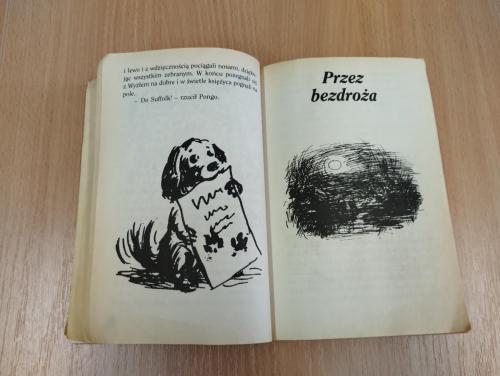 i lewo i z wdzięcznością pociągali nosami, dzięku-
jąc wszystkim zebranym. W końcu pożegnali się
z Wyżłem na dobre i w świetle księżyca pognali na
pole.
– Do Suffolk! – rzucił Pongo.
Przez
bezdroża